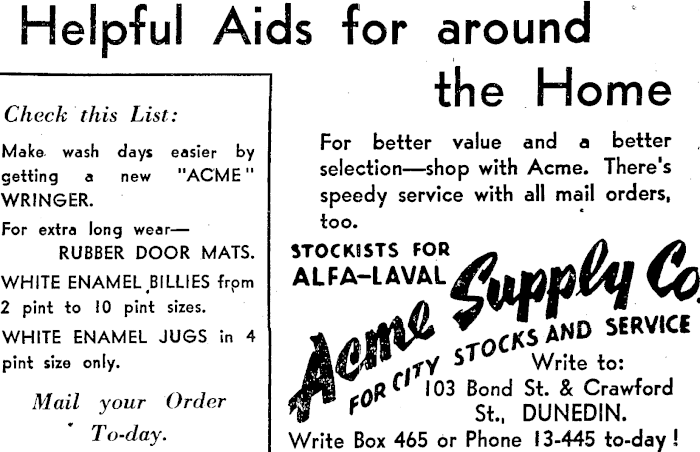 Helpful Aids for around
the Home
Check this List:
Make wash days easier by
getting a new "ACME"
WRINGER.
For extra long wear—
RUBBER DOOR MATS.
WHITE ENAMEL BILLIES from
2 pint to 10 pint sizes.
WHITE ENAMEL JUGS in 4
pint size only.
Mail your Order
To-day.
For better value and a better
selection—shop with Acme. There's
speedy service with all mail orders,
too.
STOCKISTS FOR
ALFA-LAVAL
Acme Supply Co
FOR CITY STOCKS AND SERVICE
Write to:
103 Bond St. & Crawford
St., DUNEDIN.
Write Box 465 or Phone 13-445 to-day!